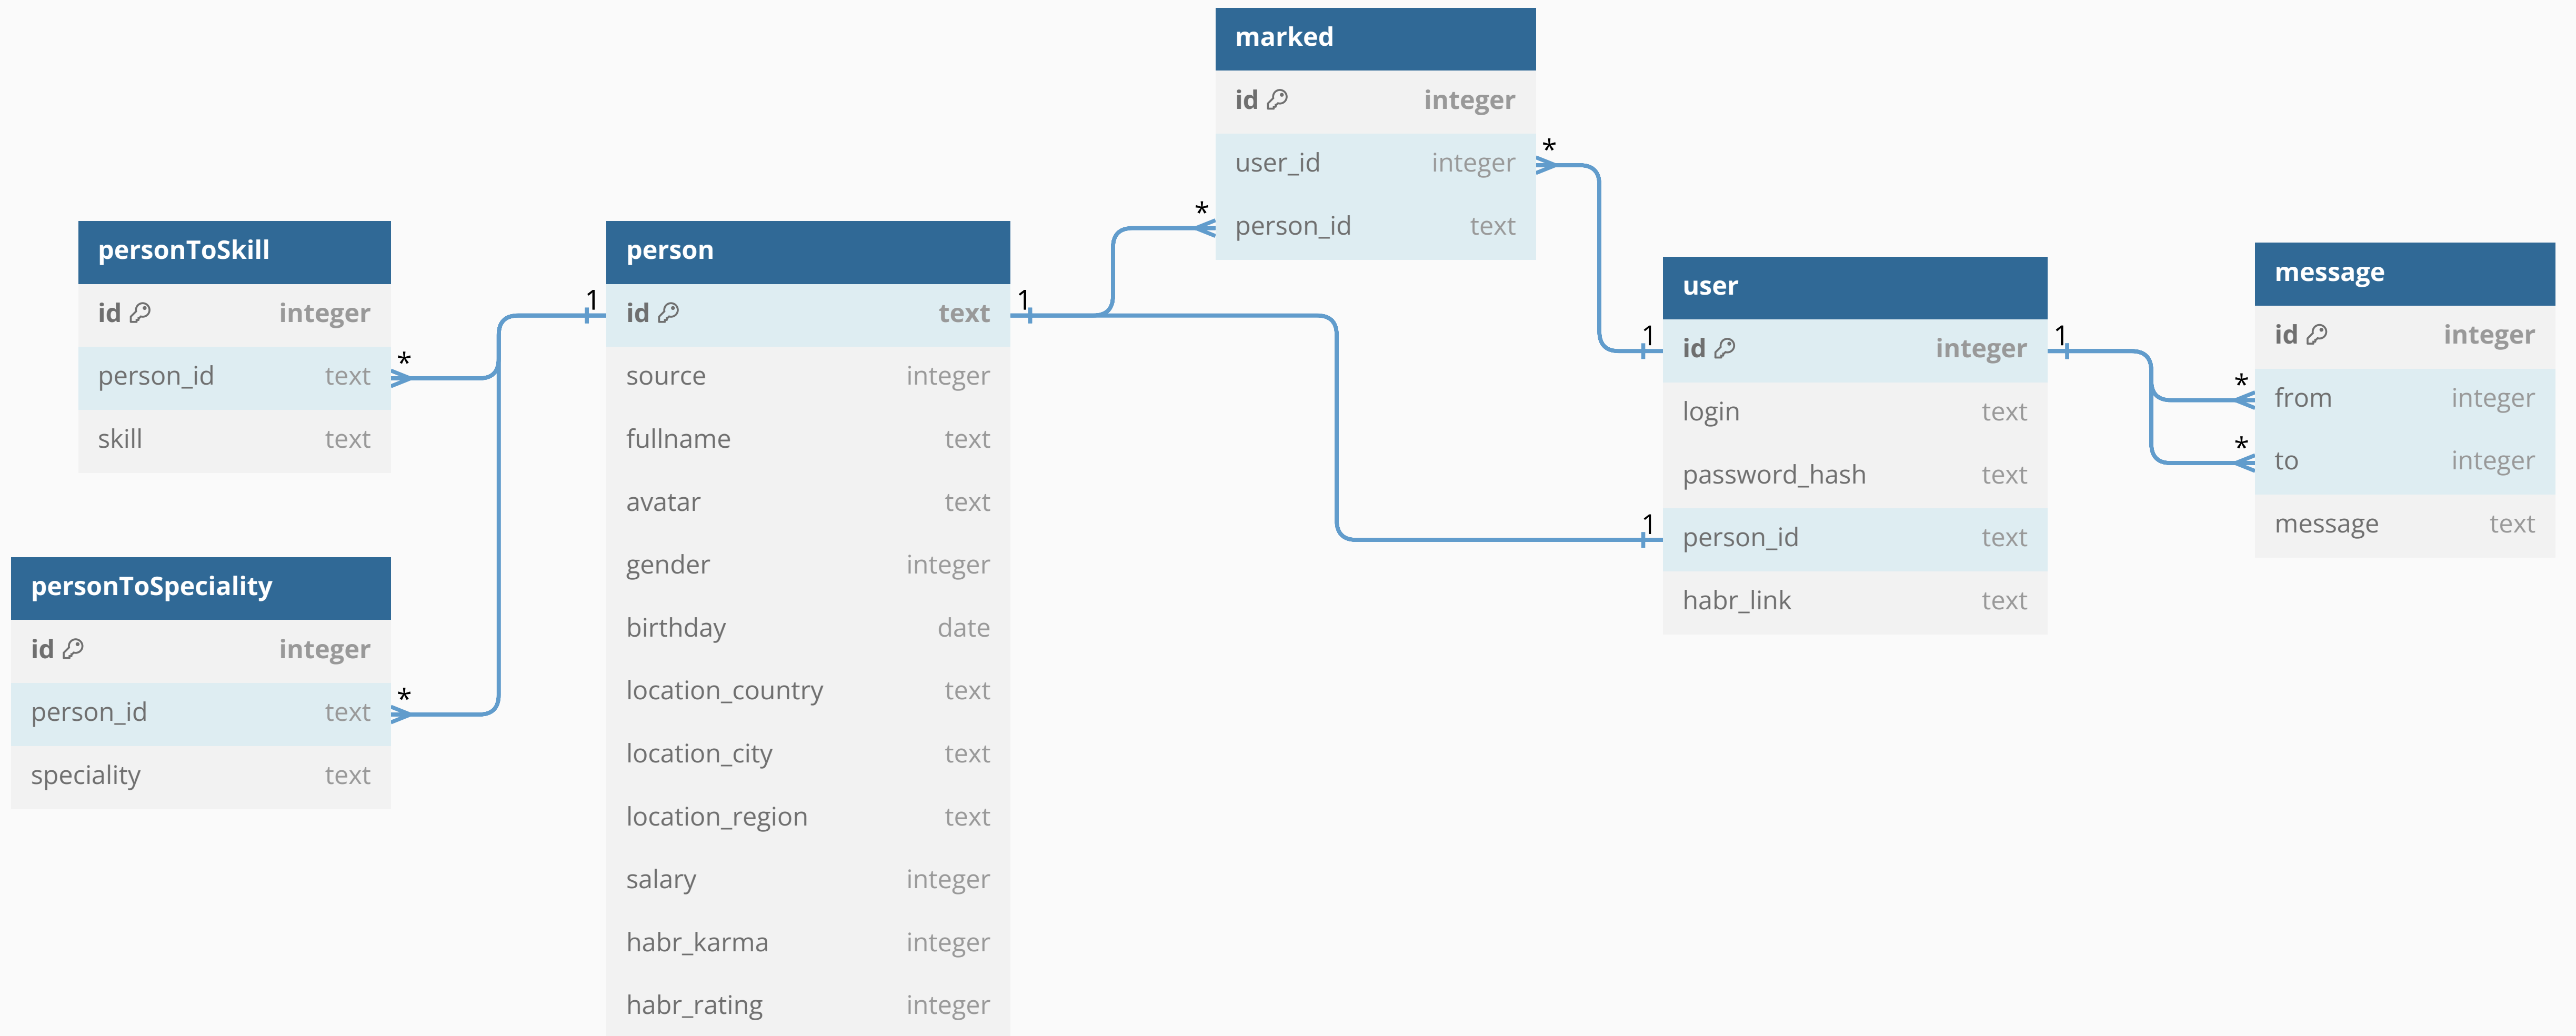 marked
id integer
user_id integer
*
person_id text
*
personToSkill
id integer
person_id text
*
skill text
person
1 id text 1
source integer
fullname text
avatar text
gender integer
birthday date
location_country text
location_city text
location_region text
salary integer
habr_karma integer
habr_rating integer
user
1 id integer 1
login text
password_hash text
1 person_id text
habr_link text
message
id integer
* from integer
* to integer
message text
personToSpeciality
id integer
person_id text
*
speciality text